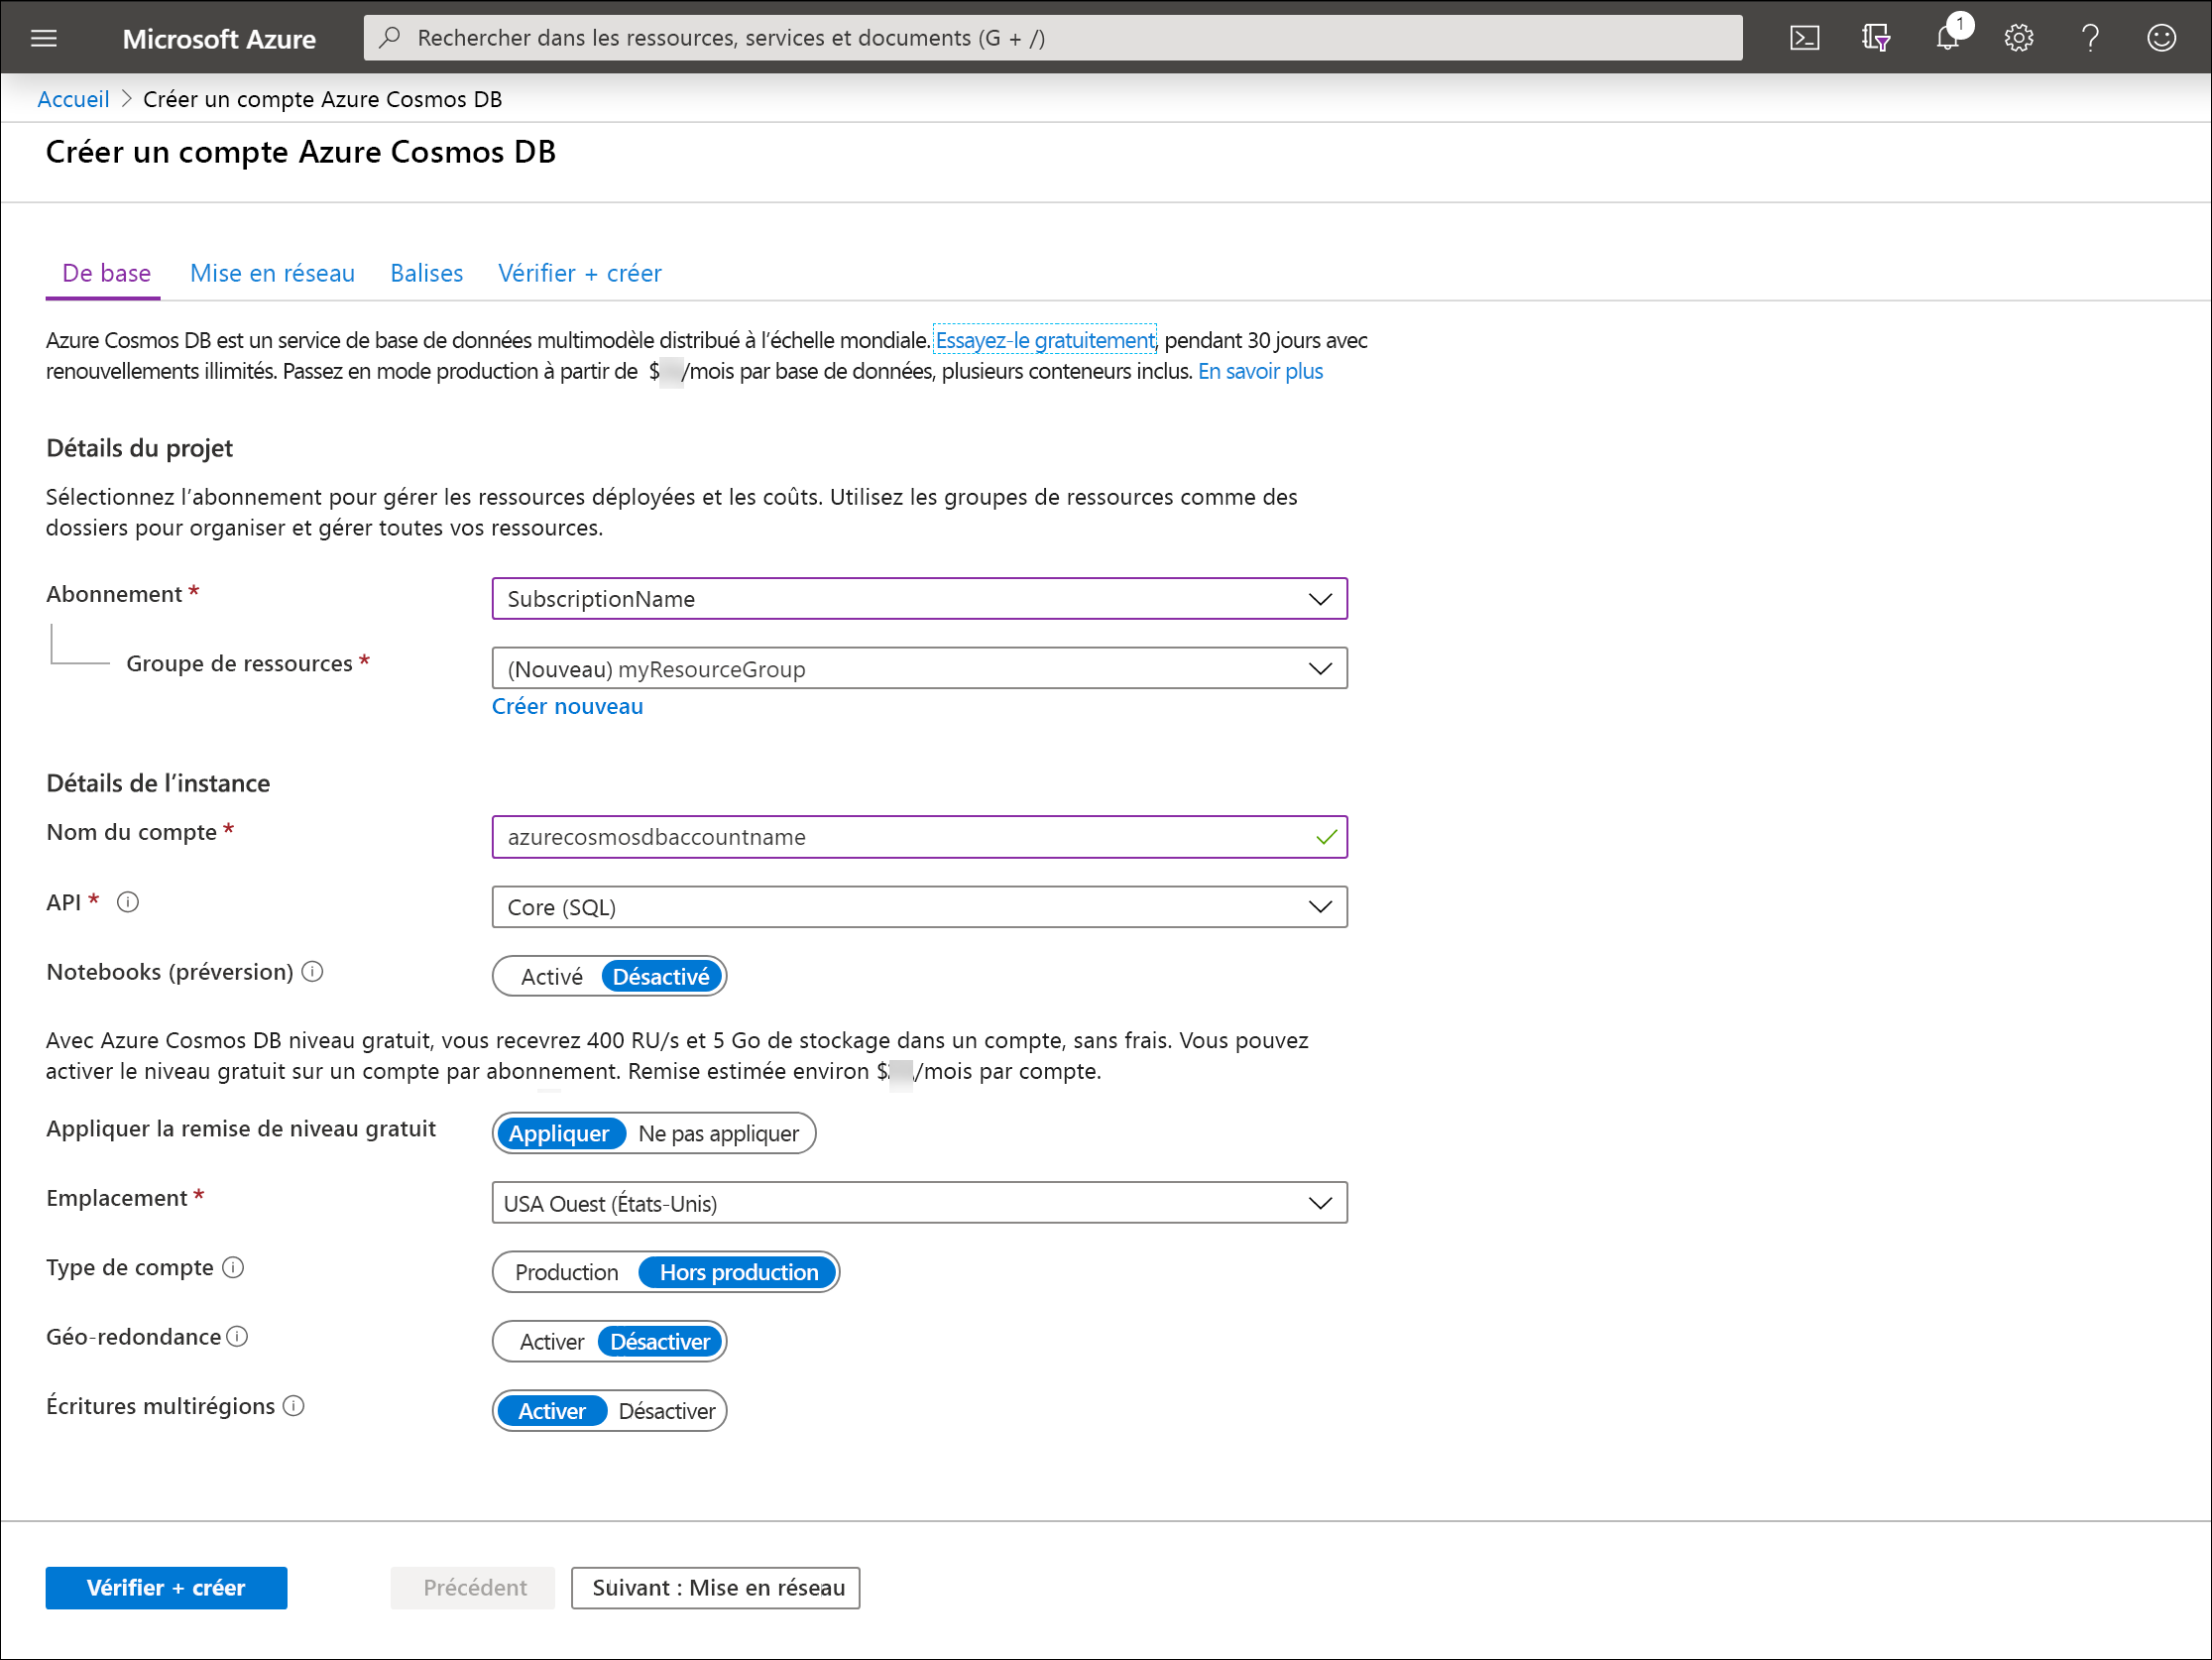 Microsoft Azure
Rechercher dans les ressources, services et documents (G + /)
1
Accueil > Créer un compte Azure Cosmos DB
Créer un compte Azure Cosmos DB
De base Mise en réseau Balises Vérifier + créer
Azure Cosmos DB est un service de base de données multimodèle distribué à l’échelle mondiale. Essayez-le gratuitement, pendant 30 jours avec
renouvellements illimités. Passez en mode production à partir de $ /mois par base de données, plusieurs conteneurs inclus. En savoir plus
Détails du projet
Sélectionnez l’abonnement pour gérer les ressources déployées et les coûts. Utilisez les groupes de ressources comme des
dossiers pour organiser et gérer toutes vos ressources.
Abonnement * SubscriptionName
Groupe de ressources * (Nouveau) myResourceGroup
Créer nouveau
Détails de l’instance
Nom du compte * azurecosmosdbaccountname
API * Core (SQL)
Notebooks (préversion) Activé Désactivé
Avec Azure Cosmos DB niveau gratuit, vous recevrez 400 RU/s et 5 Go de stockage dans un compte, sans frais. Vous pouvez
activer le niveau gratuit sur un compte par abonnement. Remise estimée environ $ /mois par compte.
Appliquer la remise de niveau gratuit Appliquer Ne pas appliquer
Emplacement * USA Ouest (États-Unis)
Type de compte Production Hors production
Géo-redondance Activer Désactiver
Écritures multirégions Activer Désactiver
Vérifier + créer Précédent Suivant : Mise en réseau